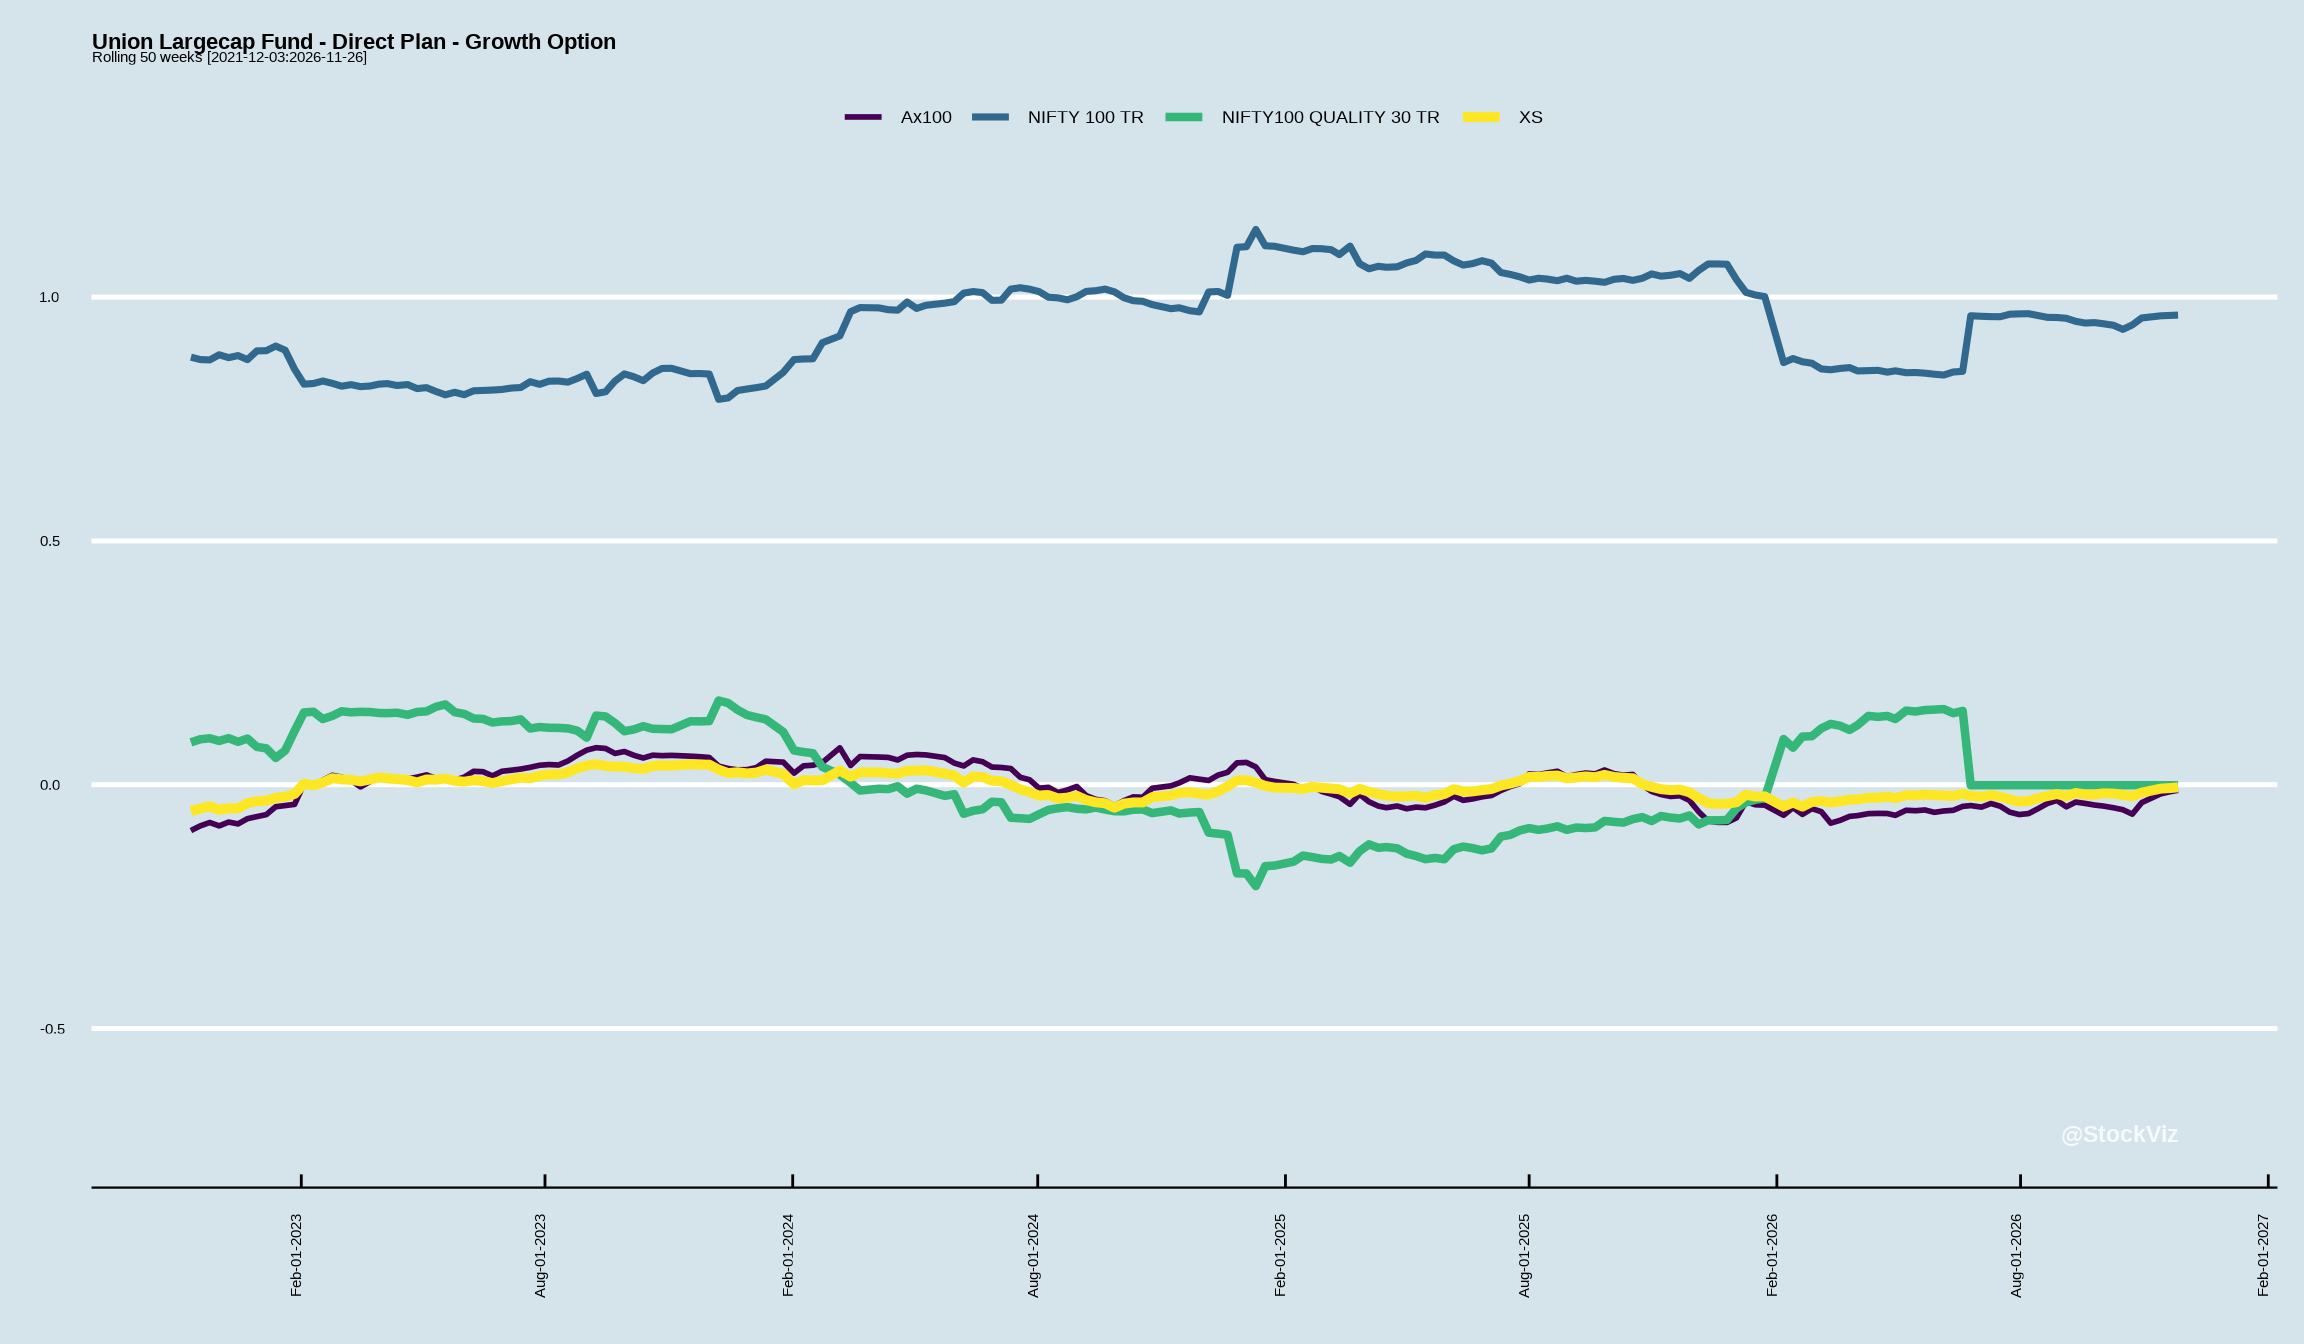 Union Largecap Fund - Direct Plan - Growth Option
Rolling 50 weeks [2021-12-03:2026-11-26]
Ax100 NIFTY 100 TR NIFTY100 QUALITY 30 TR XS
1.0
0.5
0.0
-0.5
@StockViz
Feb-01-2023 Aug-01-2023 Feb-01-2024 Aug-01-2024 Feb-01-2025 Aug-01-2025 Feb-01-2026 Aug-01-2026 Feb-01-2027